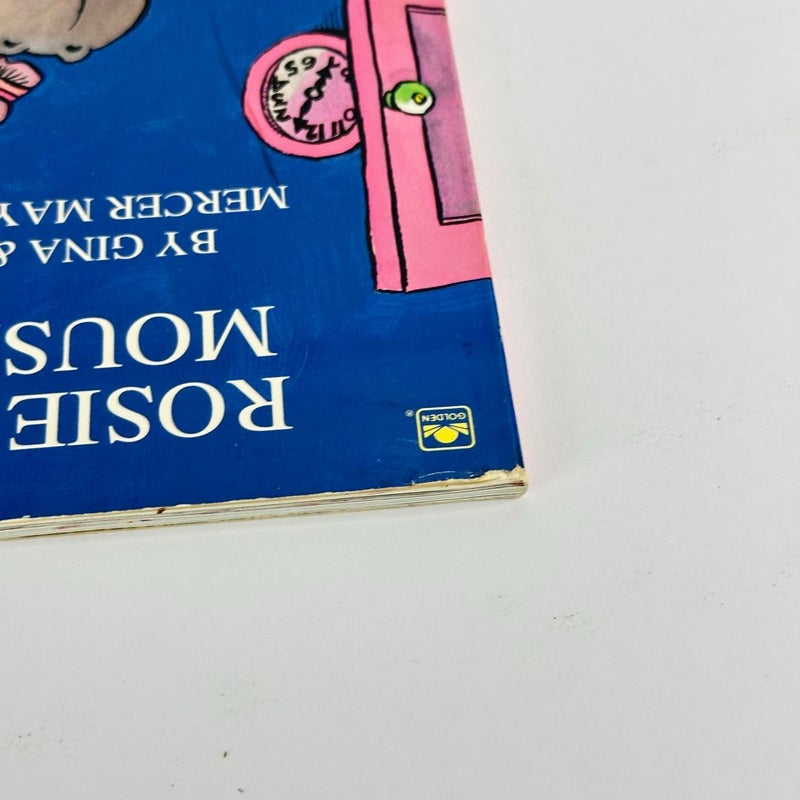 GOLDEN®
ROSIE
MOUS
BY GINA &
MERCER MAY